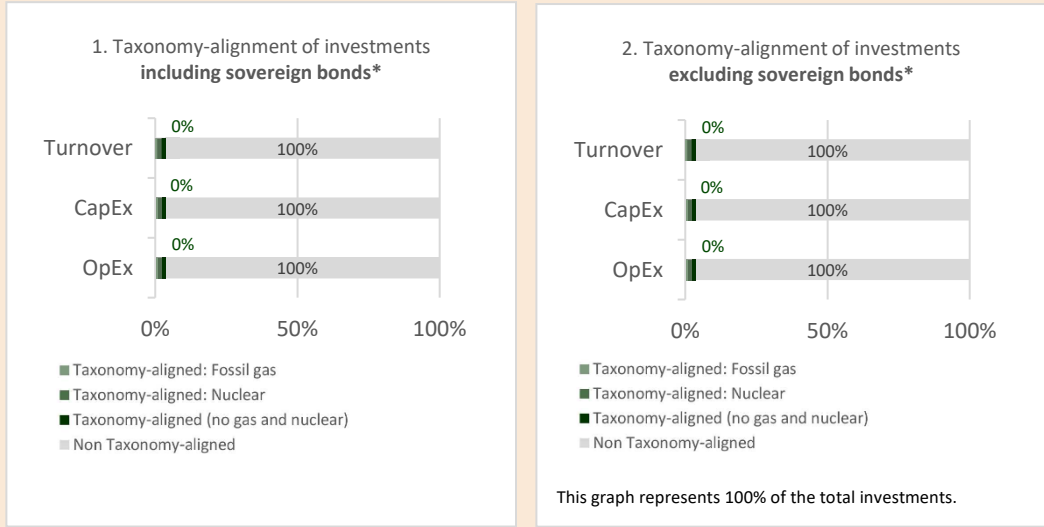 1. Taxonomy-alignment of investments
including sovereign bonds*
0%
Turnover
100%
0%
CapEx
100%
0%
OpEx
100%
0%
50%
100%
Taxonomy-aligned: Fossil gas
Taxonomy-aligned: Nuclear
Taxonomy-aligned (no gas and nuclear)
Non Taxonomy-aligned
2. Taxonomy-alignment of investments
excluding sovereign bonds*
0%
Turnover
100%
0%
CapEx
100%
0%
OpEx
100%
0%
50%
100%
Taxonomy-aligned: Fossil gas
Taxonomy-aligned: Nuclear
Taxonomy-aligned (no gas and nuclear)
Non Taxonomy-aligned
This graph represents 100% of the total investments.